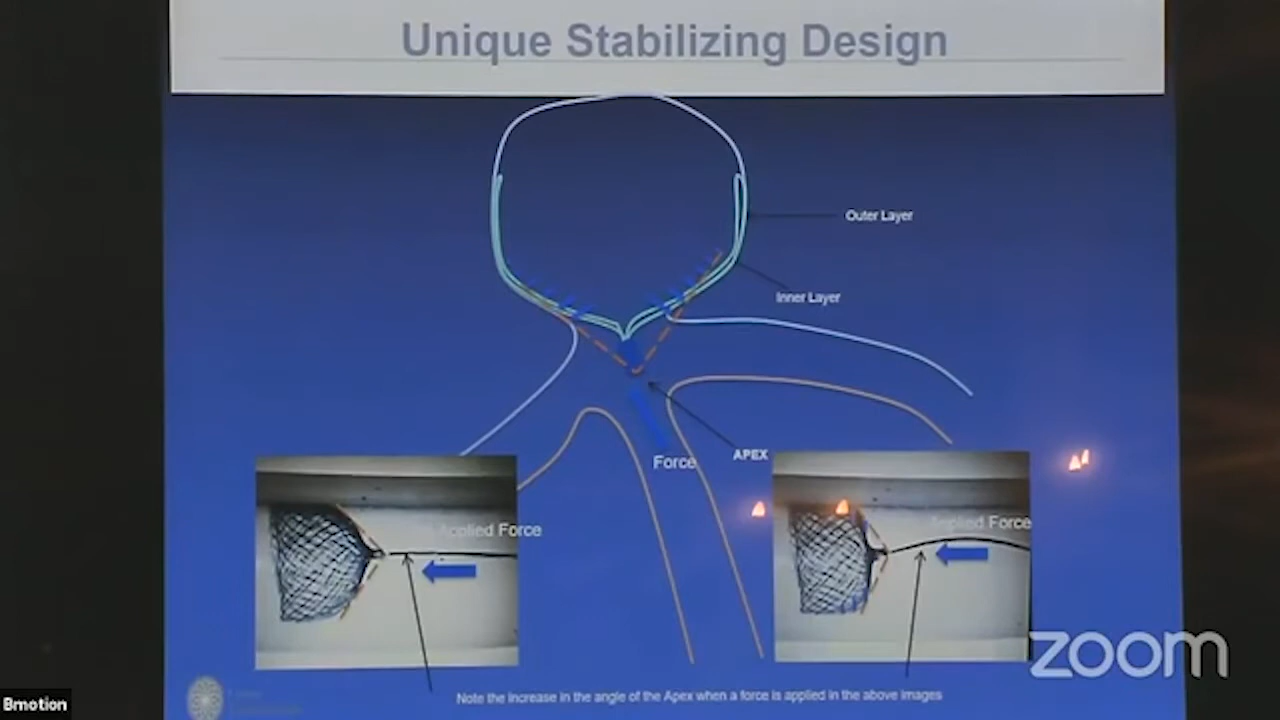 Unique Stabilizing Design
Outer Layer
Inner Layer
APEX
Force
Applied Force
Applied Force
Note the increase in the angle of the Apex when a force is applied in the above images
zoom
Bmotion